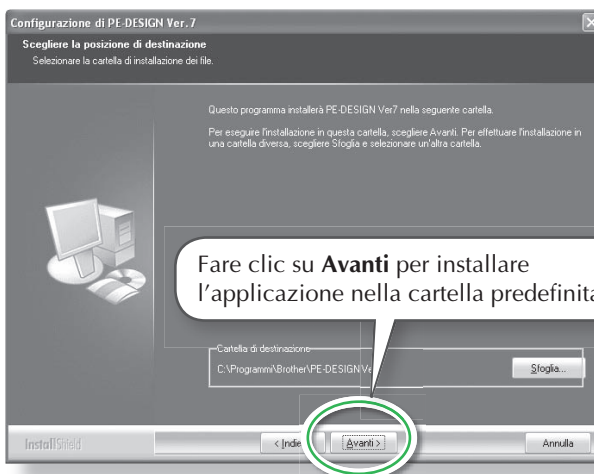 Configurazione di PE-DESIGN Ver.7
Scegliere la posizione di destinazione
Selezionare la cartella di installazione dei file.
Questo programma installerà PE-DESIGN Ver7 nella seguente cartella.
Per eseguire l'installazione in questa cartella, scegliere Avanti. Per effettuare l'installazione in
una cartella diversa, scegliere Sfoglia e selezionare un'altra cartella.
Fare clic su Avanti per installare
l'applicazione nella cartella predefinita
Cartella di destinazione
C:\Programmi\Brother\PE-DESIGN Ve
Sfoglia...
InstallShield
< Indie
Avanti >
Annulla